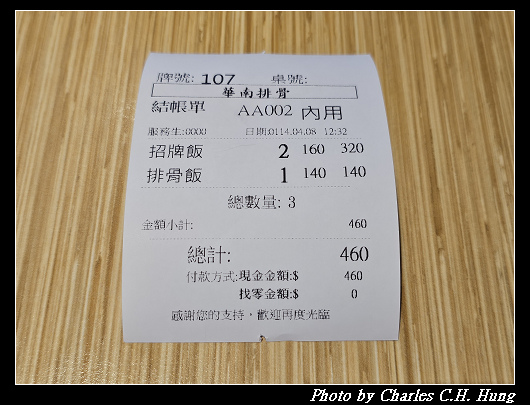 牌號: 107 桌號:
華南排骨
結帳單 AA002 內用
服務生:0000 日期:0114.04.08 12:32
招牌飯 2 160 320
排骨飯 1 140 140
總數量: 3
金額小計: 460
總計: 460
付款方式:現金金額:$ 460
找零金額:$ 0
感謝您的支持，歡迎再度光臨
Photo by Charles C.H. Hung